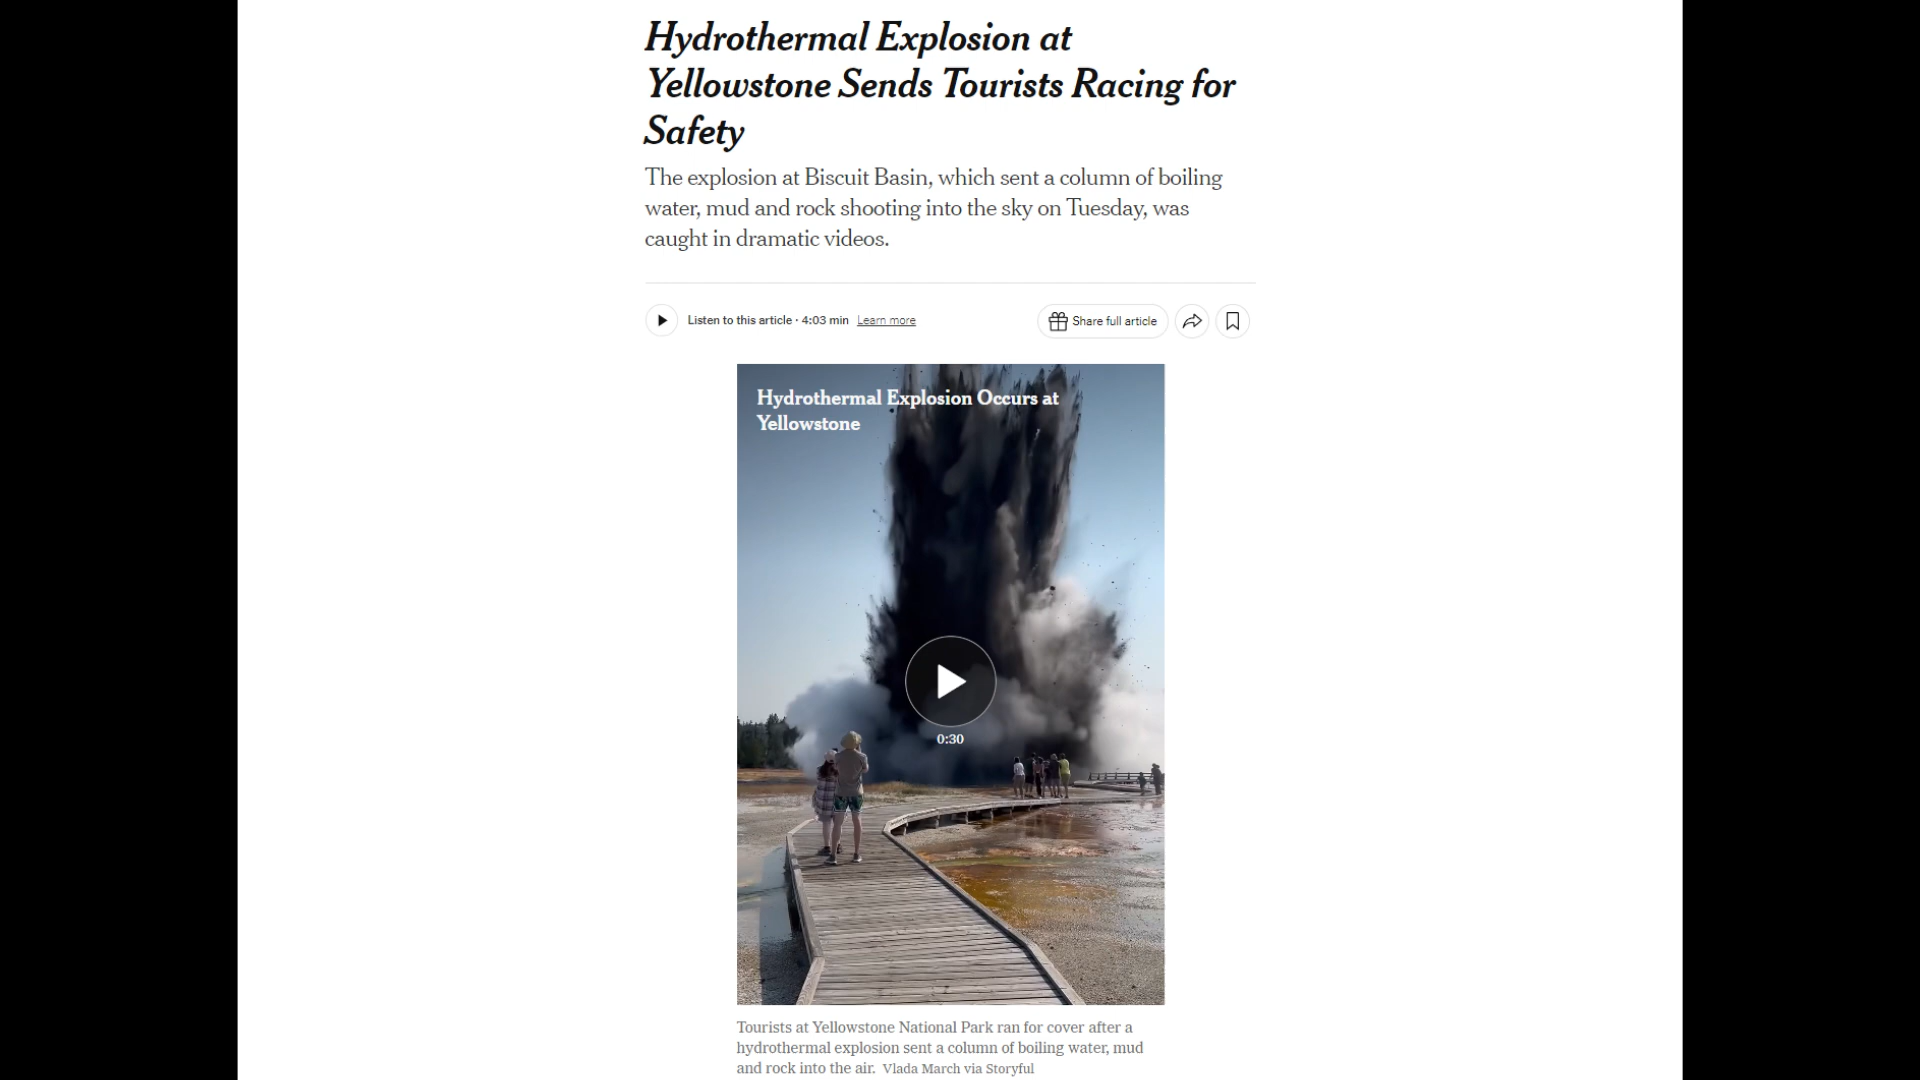 Hydrothermal Explosion at
Yellowstone Sends Tourists Racing for
Safety
The explosion at Biscuit Basin, which sent a column of boiling
water, mud and rock shooting into the sky on Tuesday, was
caught in dramatic videos.
Listen to this article · 4:03 min Learn more
Share full article
Hydrothermal Explosion Occurs at
Yellowstone
0:30
Tourists at Yellowstone National Park ran for cover after a
hydrothermal explosion sent a column of boiling water, mud
and rock into the air. Vlada March via Storyful